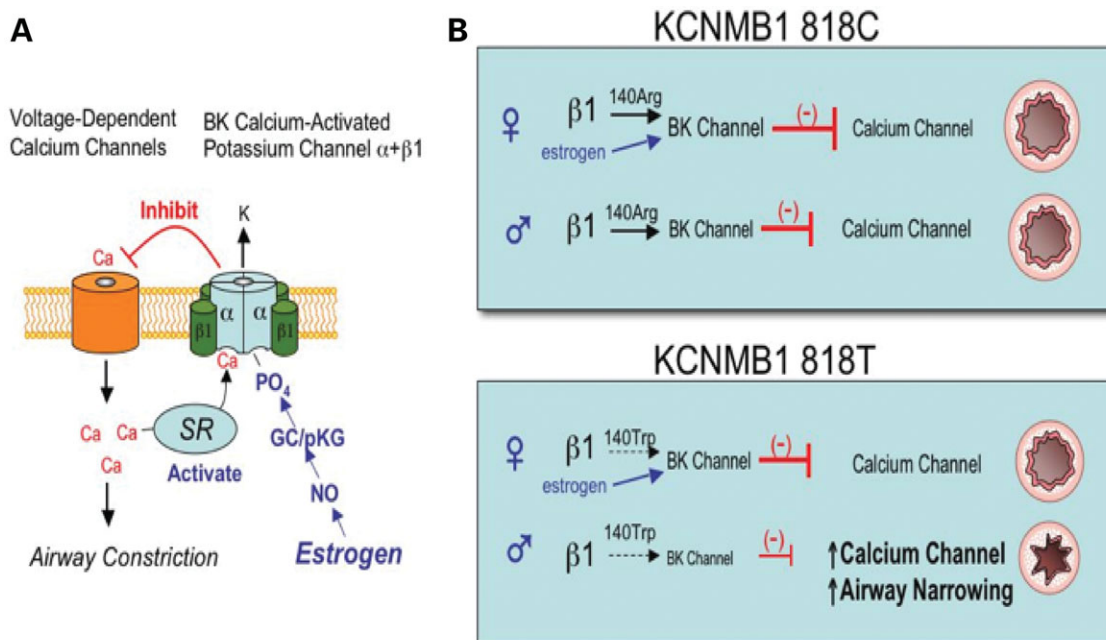 A
Voltage-Dependent
Calcium Channels
BK Calcium-Activated
Potassium Channel α+β1
Inhibit
K
Ca
α
α
β1
β1
Ca
PO4
Ca
Ca
SR
GC/pKG
Ca
Activate
NO
Airway Constriction
Estrogen
B
KCNMB1 818C
♀
β1
140Arg
BK Channel
(-)
Calcium Channel
estrogen
♂
β1
140Arg
BK Channel
(-)
Calcium Channel
KCNMB1 818T
♀
β1
140Trp
BK Channel
(-)
Calcium Channel
estrogen
♂
β1
140Trp
BK Channel
(-)
↑Calcium Channel
↑Airway Narrowing